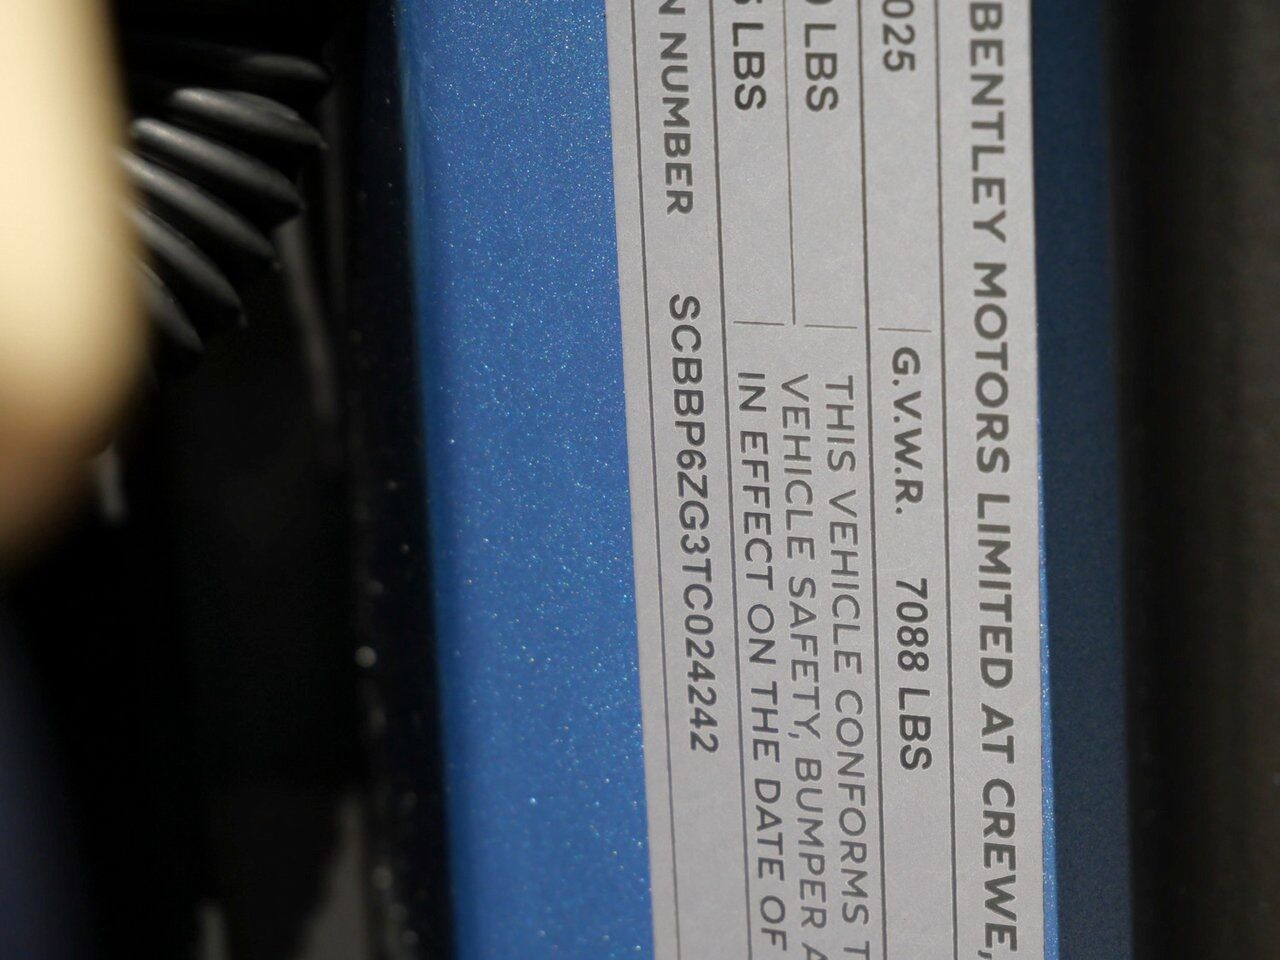 BENTLEY MOTORS LIMITED AT CREWE,
025 G.V.W.R. 7088 LBS
LBS THIS VEHICLE CONFORMS T
VEHICLE SAFETY, BUMPER A
LBS IN EFFECT ON THE DATE OF
N NUMBER SCBBP6ZG3TC024242